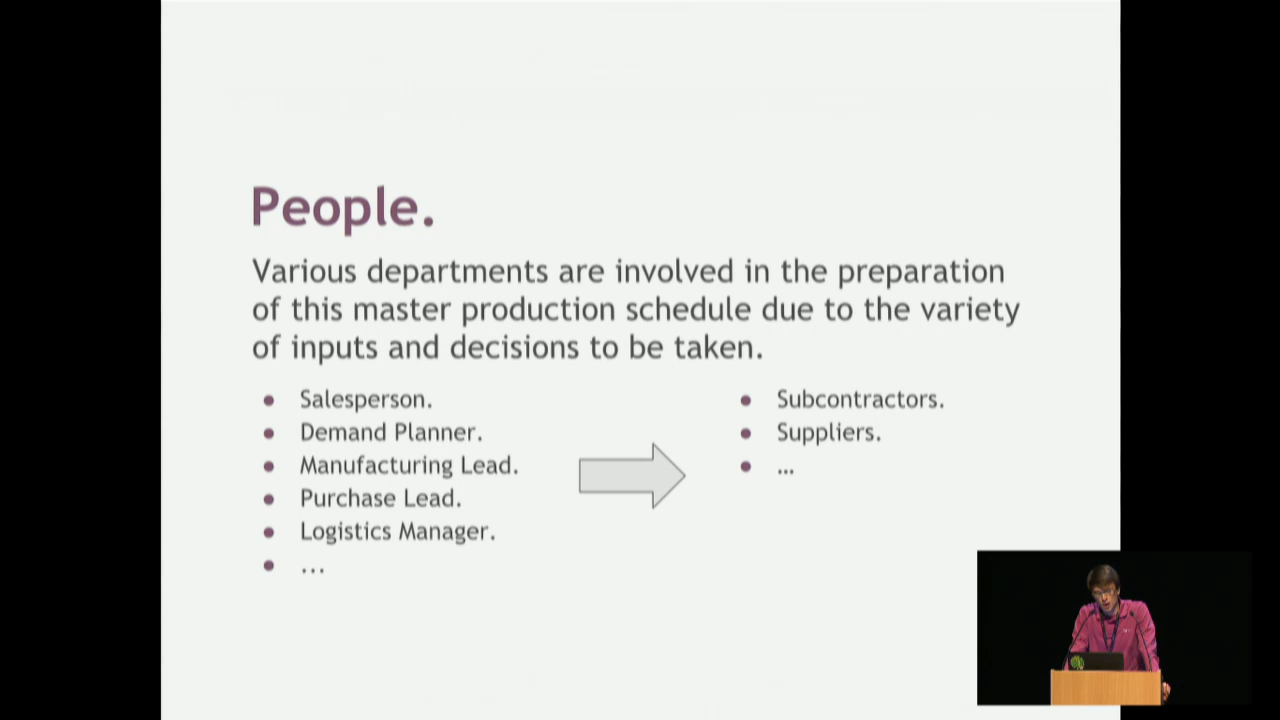 People.
Various departments are involved in the preparation
of this master production schedule due to the variety
of inputs and decisions to be taken.
Salesperson.
Demand Planner.
Manufacturing Lead.
Purchase Lead.
Logistics Manager.
...
Subcontractors.
Suppliers.
...